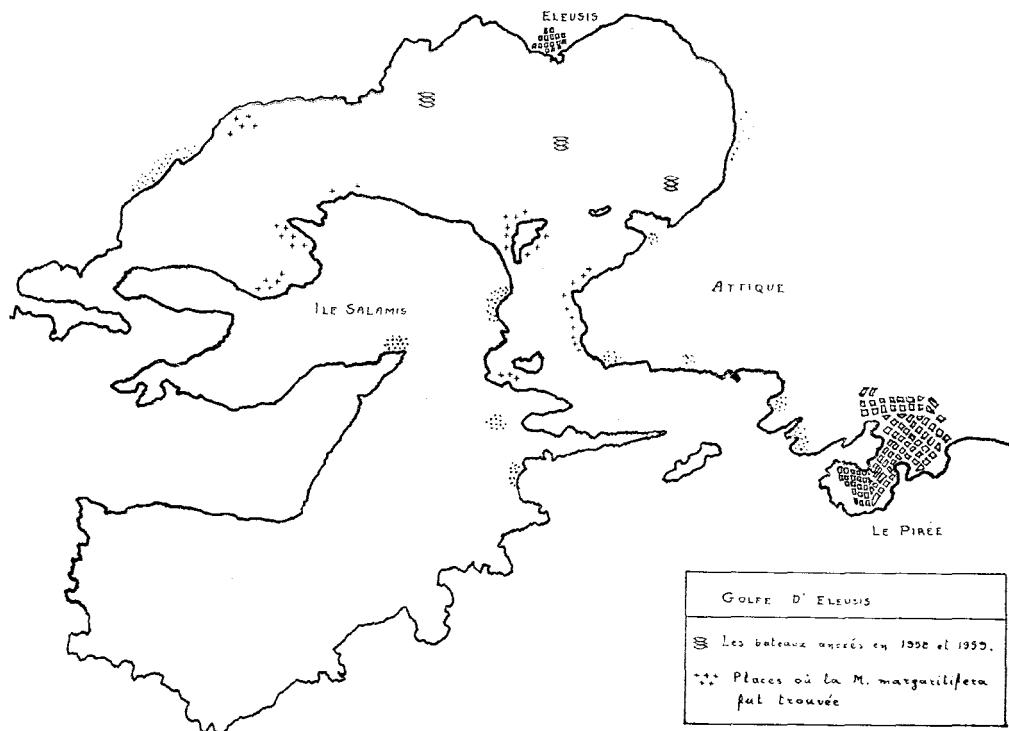 ELEUSIS
ATTIQUE
ILE SALAMIS
LE PIRÉE
GOLFE D' ELEUSIS
Les bateaux ancrés en 1958 et 1959.
Places où la M. margaritifera
fut trouvée